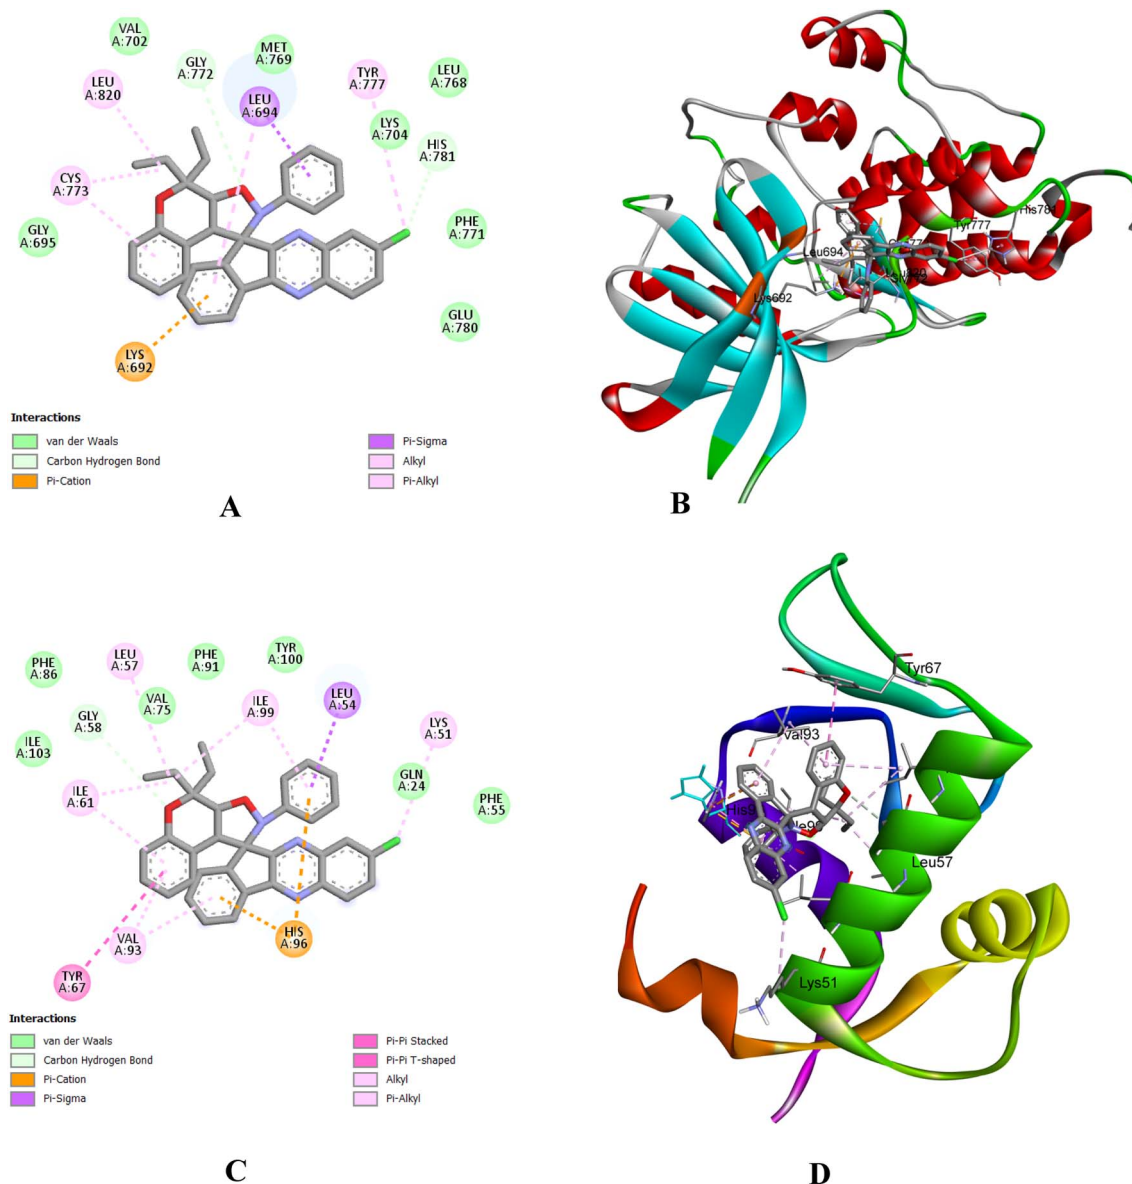 VAL
A:702
GLY
A:772
MET
A:769
LEU
A:820
LEU
A:694
TYR
A:777
LEU
A:768
LYS
A:704
HIS
A:781
CYS
A:773
GLY
A:695
PHE
A:771
GLU
A:780
LYS
A:692
Interactions
van der Waals
Carbon Hydrogen Bond
Pi-Cation
Pi-Sigma
Alkyl
Pi-Alkyl
A
His781
Tyr777
Leu694
Lys692
B
PHE
A:86
LEU
A:57
PHE
A:91
TYR
A:100
VAL
A:75
ILE
A:99
LEU
A:54
LYS
A:51
GLY
A:58
ILE
A:103
ILE
A:61
GLN
A:24
PHE
A:55
VAL
A:93
HIS
A:96
TYR
A:67
Interactions
van der Waals
Carbon Hydrogen Bond
Pi-Cation
Pi-Sigma
Pi-Pi Stacked
Pi-Pi T-shaped
Alkyl
Pi-Alkyl
C
Tyr67
Val93
Leu57
Lys51
D